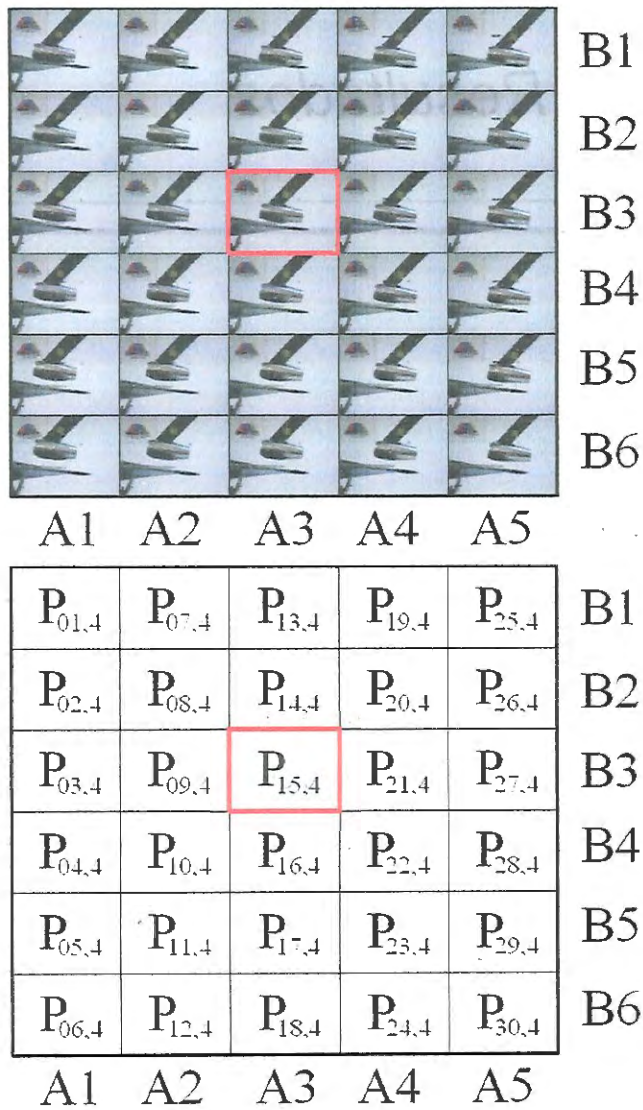 B1
B2
B3
B4
B5
B6
A1 A2 A3 A4 A5
P01,4 P07,4 P13,4 P19,4 P25,4 B1
P02,4 P08,4 P14,4 P20,4 P26,4 B2
P03,4 P09,4 P15,4 P21,4 P27,4 B3
P04,4 P10,4 P16,4 P22,4 P28,4 B4
P05,4 P11,4 P17,4 P23,4 P29,4 B5
P06,4 P12,4 P18,4 P24,4 P30,4 B6
A1 A2 A3 A4 A5